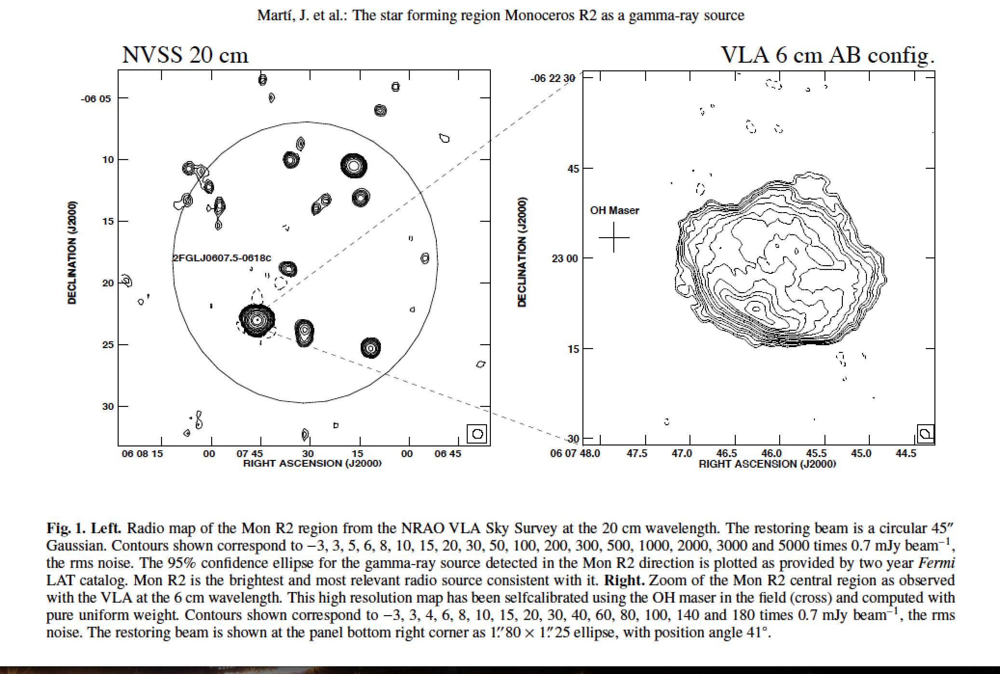 Martí, J. et al.: The star forming region Monoceros R2 as a gamma-ray source
NVSS 20 cm
VLA 6 cm AB config.
-06 05
10
15
20
25
30
DECLINATION (J2000)
2FGLJ0607.5-0618c
06 08 15 00 07 45 30 15 00 06 45
RIGHT ASCENSION (J2000)
-06 22 30
45
23 00
15
30
DECLINATION (J2000)
OH Maser
06 07 48.0 47.5 47.0 46.5 46.0 45.5 45.0 44.5
RIGHT ASCENSION (J2000)
Fig. 1. Left. Radio map of the Mon R2 region from the NRAO VLA Sky Survey at the 20 cm wavelength. The restoring beam is a circular 45″
Gaussian. Contours shown correspond to −3, 3, 5, 6, 8, 10, 15, 20, 30, 50, 100, 200, 300, 500, 1000, 2000, 3000 and 5000 times 0.7 mJy beam⁻¹,
the rms noise. The 95% confidence ellipse for the gamma-ray source detected in the Mon R2 direction is plotted as provided by two year Fermi
LAT catalog. Mon R2 is the brightest and most relevant radio source consistent with it. Right. Zoom of the Mon R2 central region as observed
with the VLA at the 6 cm wavelength. This high resolution map has been selfcalibrated using the OH maser in the field (cross) and computed with
pure uniform weight. Contours shown correspond to −3, 3, 4, 6, 8, 10, 15, 20, 30, 40, 60, 80, 100, 140 and 180 times 0.7 mJy beam⁻¹, the rms
noise. The restoring beam is shown at the panel bottom right corner as 1″.80 × 1″.25 ellipse, with position angle 41°.